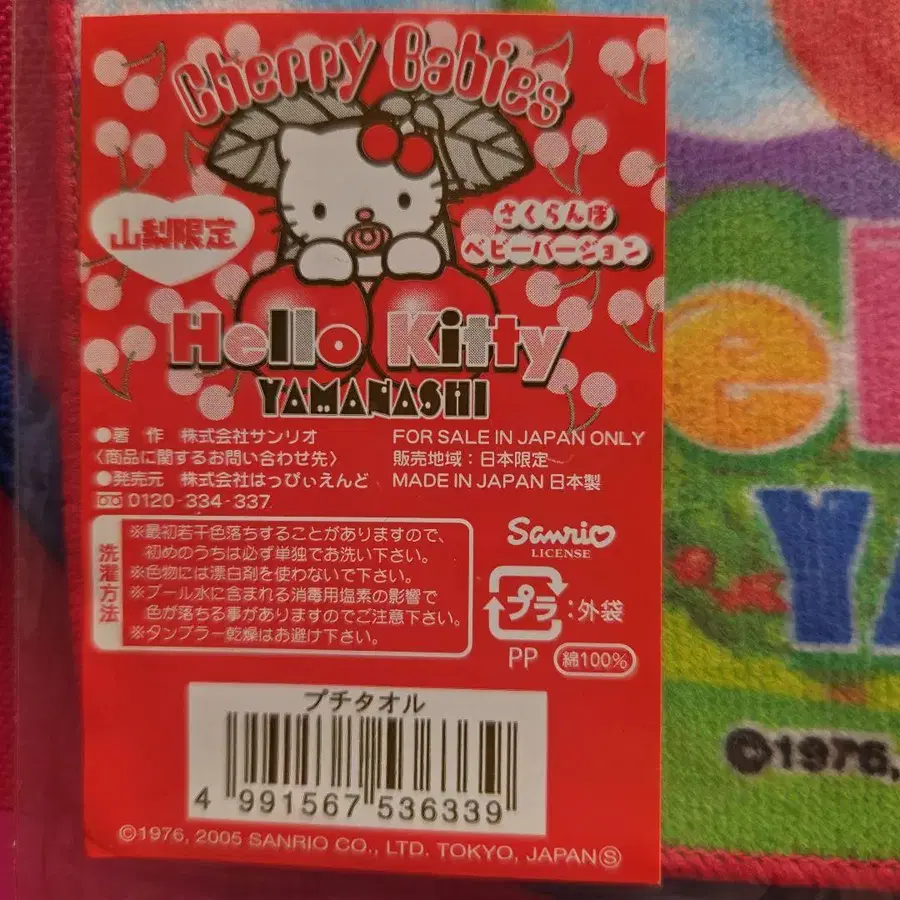 Cherry Babies
山梨限定
さくらんぼ
ベビーバージョン
Hello Kitty
YAMANASHI
●著 作 株式会社サンリオ
〈商品に関するお問い合わせ先〉
●発売元 株式会社はっぴぃえんど
0120-334-337
FOR SALE IN JAPAN ONLY
販売地域:日本限定
MADE IN JAPAN 日本製
洗濯方法
※最初若干色落ちすることがありますので、
初めのうちは必ず単独でお洗い下さい。
※色物には漂白剤を使わないで下さい。
※プール水に含まれる消毒用塩素の影響で
色が落ちる事がありますのでご注意下さい。
※タンブラー乾燥はお避け下さい。
Sanrio
LICENSE
プラ:外袋
PP 綿100%
プチタオル
4 991567 536339
©1976, 2005 SANRIO CO., LTD. TOKYO, JAPAN Ⓢ
©1976,